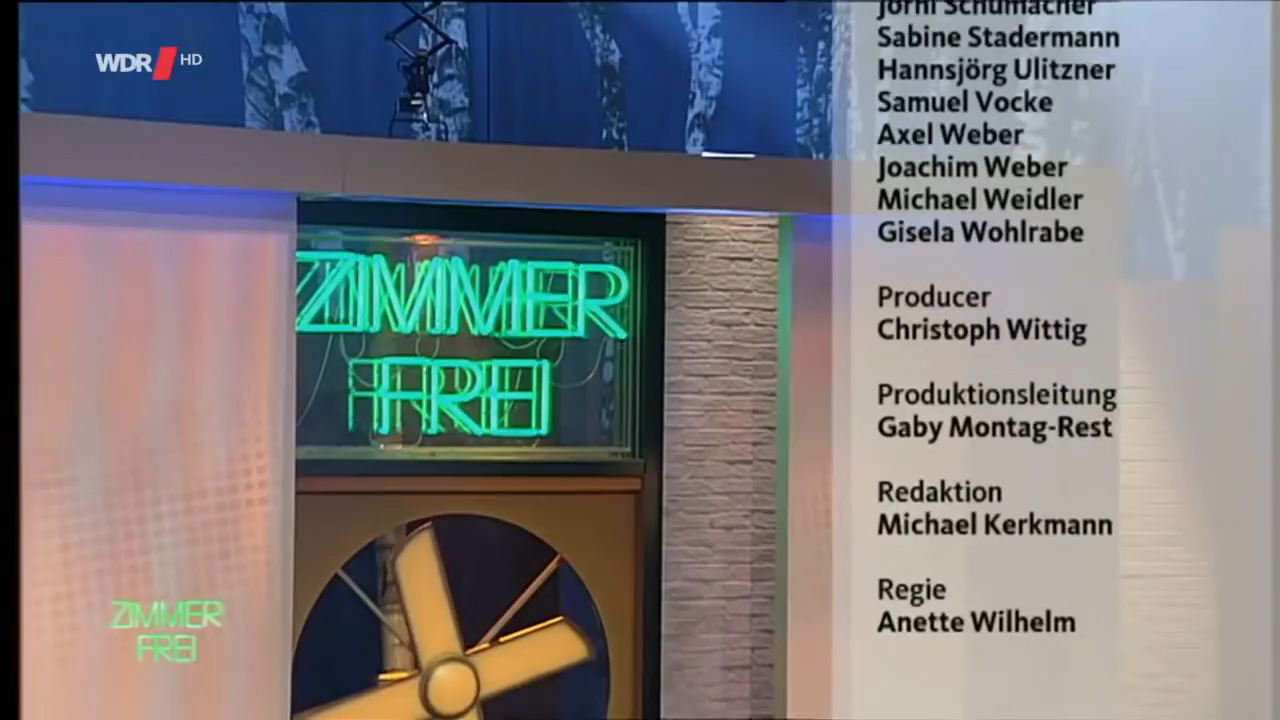 WDR HD
ZIMMER
FREI
ZIMMER
FREI
Sabine Stadermann
Hannsjörg Ulitzner
Samuel Vocke
Axel Weber
Joachim Weber
Michael Weidler
Gisela Wohlrabe
Producer
Christoph Wittig
Produktionsleitung
Gaby Montag-Rest
Redaktion
Michael Kerkmann
Regie
Anette Wilhelm